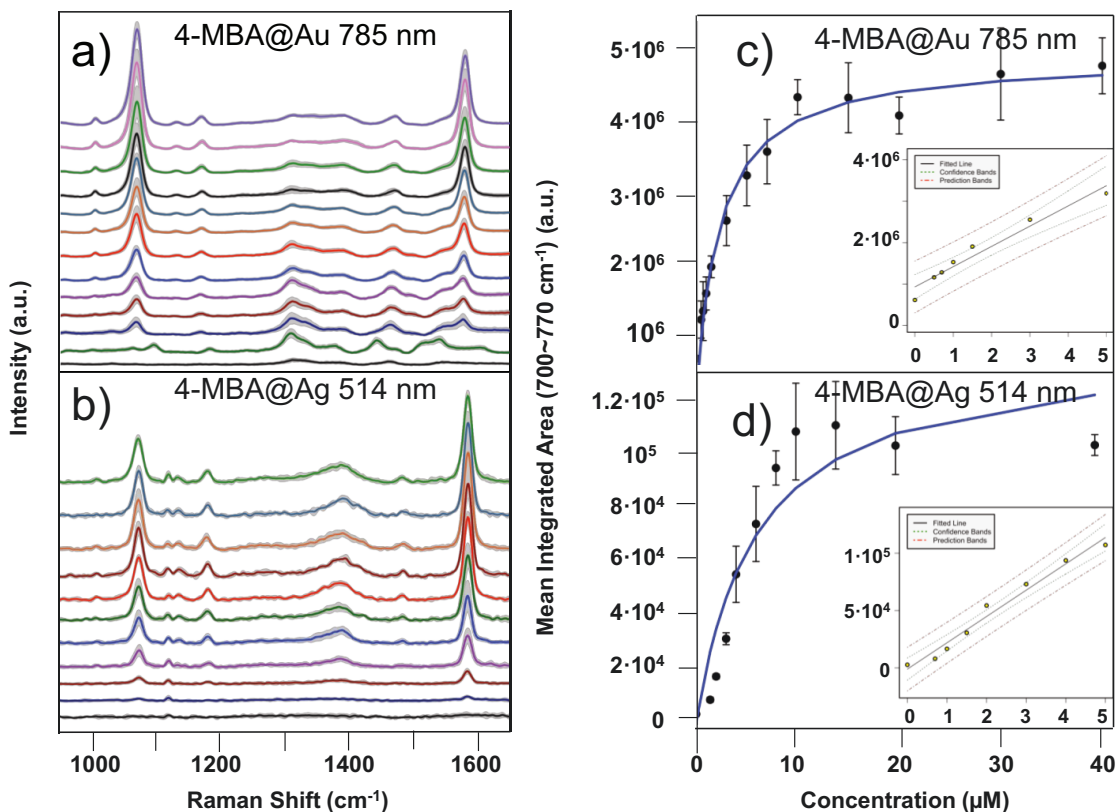 a) 4-MBA@Au 785 nm
b) 4-MBA@Ag 514 nm
Intensity (a.u.)
1000 1200 1400 1600
Raman Shift (cm⁻¹)
c) 4-MBA@Au 785 nm
5·10⁶
4·10⁶
3·10⁶
2·10⁶
10⁶
Fitted Line
Confidence Bands
Prediction Bands
4·10⁶
2·10⁶
0
0 1 2 3 4 5
Mean Integrated Area (700~770 cm⁻¹) (a.u.)
d) 4-MBA@Ag 514 nm
1.2·10⁵
10⁵
8·10⁴
6·10⁴
4·10⁴
2·10⁴
0
Fitted Line
Confidence Bands
Prediction Bands
1·10⁵
5·10⁴
0
0 1 2 3 4 5
0 10 20 30 40
Concentration (µM)